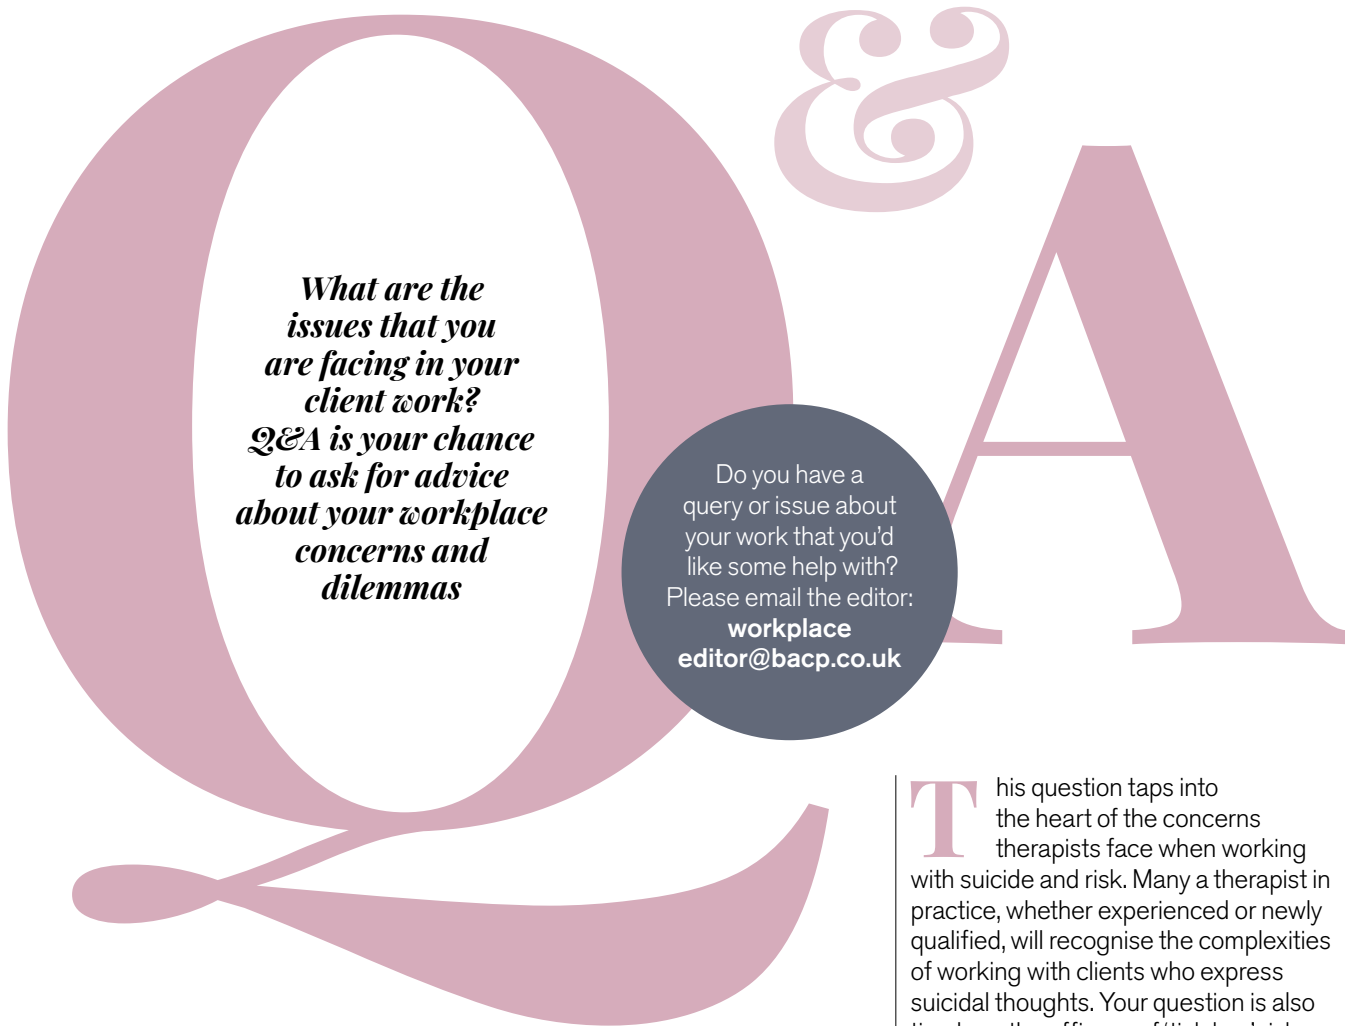 Q & A
What are the
issues that you
are facing in your
client work?
Q&A is your chance
to ask for advice
about your workplace
concerns and
dilemmas
Do you have a
query or issue about
your work that you'd
like some help with?
Please email the editor:
workplace
editor@bacp.co.uk
This question taps into
the heart of the concerns
therapists face when working
with suicide and risk. Many a therapist in
practice, whether experienced or newly
qualified, will recognise the complexities
of working with clients who express
suicidal thoughts. Your question is also